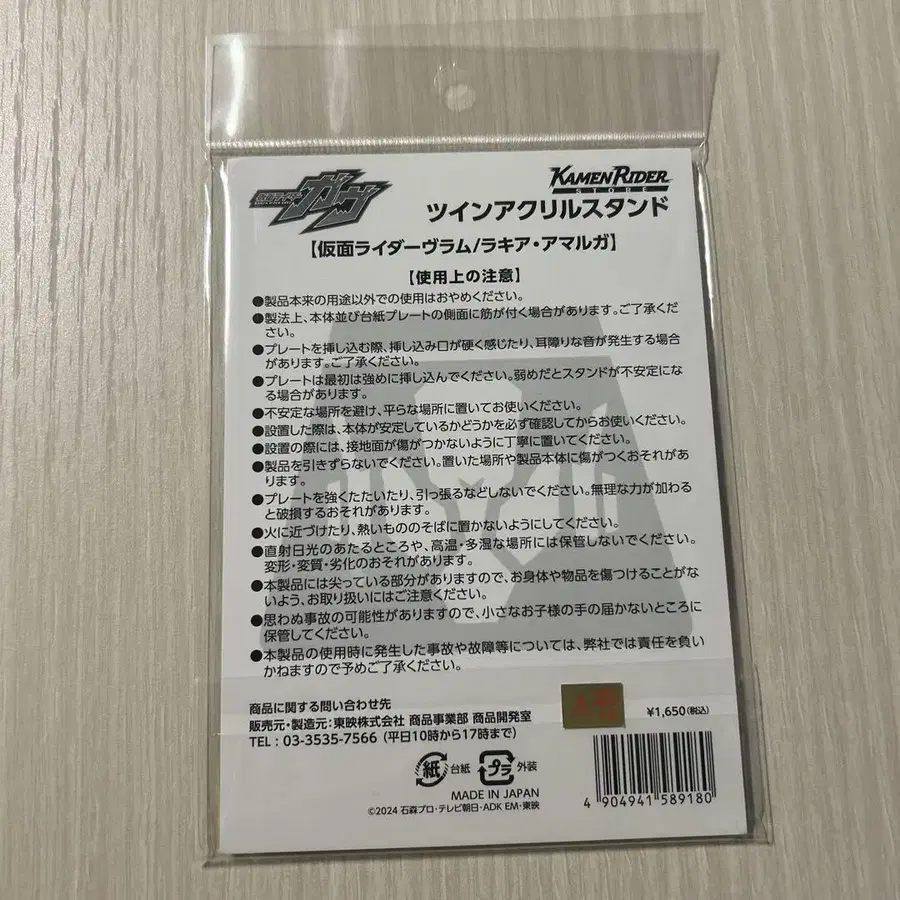 仮面ライダー ガヴ
KAMEN RIDER
STORE
ツインアクリルスタンド
【仮面ライダーヴラム/ラキア・アマルガ】
【使用上の注意】
●製品本来の用途以外での使用はおやめください。
●製法上、本体並び台紙プレートの側面に筋が付く場合があります。ご了承くだ
さい。
●プレートを挿し込む際、挿し込み口が硬く感じたり、耳障りな音が発生する場合
があります。ご了承ください。
●プレートは最初は強めに挿し込んでください。弱めだとスタンドが不安定にな
る場合があります。
●不安定な場所を避け、平らな場所に置いてお使いください。
●設置した際は、本体が安定しているかどうかを必ず確認してからお使いください。
●設置の際には、接地面が傷がつかないように丁寧に置いてください。
●製品を引きずらないでください。置いた場所や製品本体に傷がつくおそれがあ
ります。
●プレートを強くたたいたり、引っ張るなどしないでください。無理な力が加わる
と破損するおそれがあります。
●火に近づけたり、熱いもののそばに置かないようにしてください。
●直射日光のあたるところや、高温・多湿な場所には保管しないでください。
変形・変質・劣化のおそれがあります。
●本製品には尖っている部分がありますので、お身体や物品を傷つけることがな
いよう、お取り扱いにはご注意ください。
●思わぬ事故の可能性がありますので、小さなお子様の手の届かないところに
保管してください。
●本製品の使用時に発生した事故や故障等については、弊社では責任を負い
かねますので予めご了承ください。
商品に関する問い合わせ先
販売元・製造元:東映株式会社 商品事業部 商品開発室
TEL : 03-3535-7566 (平日10時から17時まで)
¥1,650(税込)
紙 台紙 プラ 外装
MADE IN JAPAN
©2024 石森プロ・テレビ朝日・ADK EM・東映
4 904941 589180